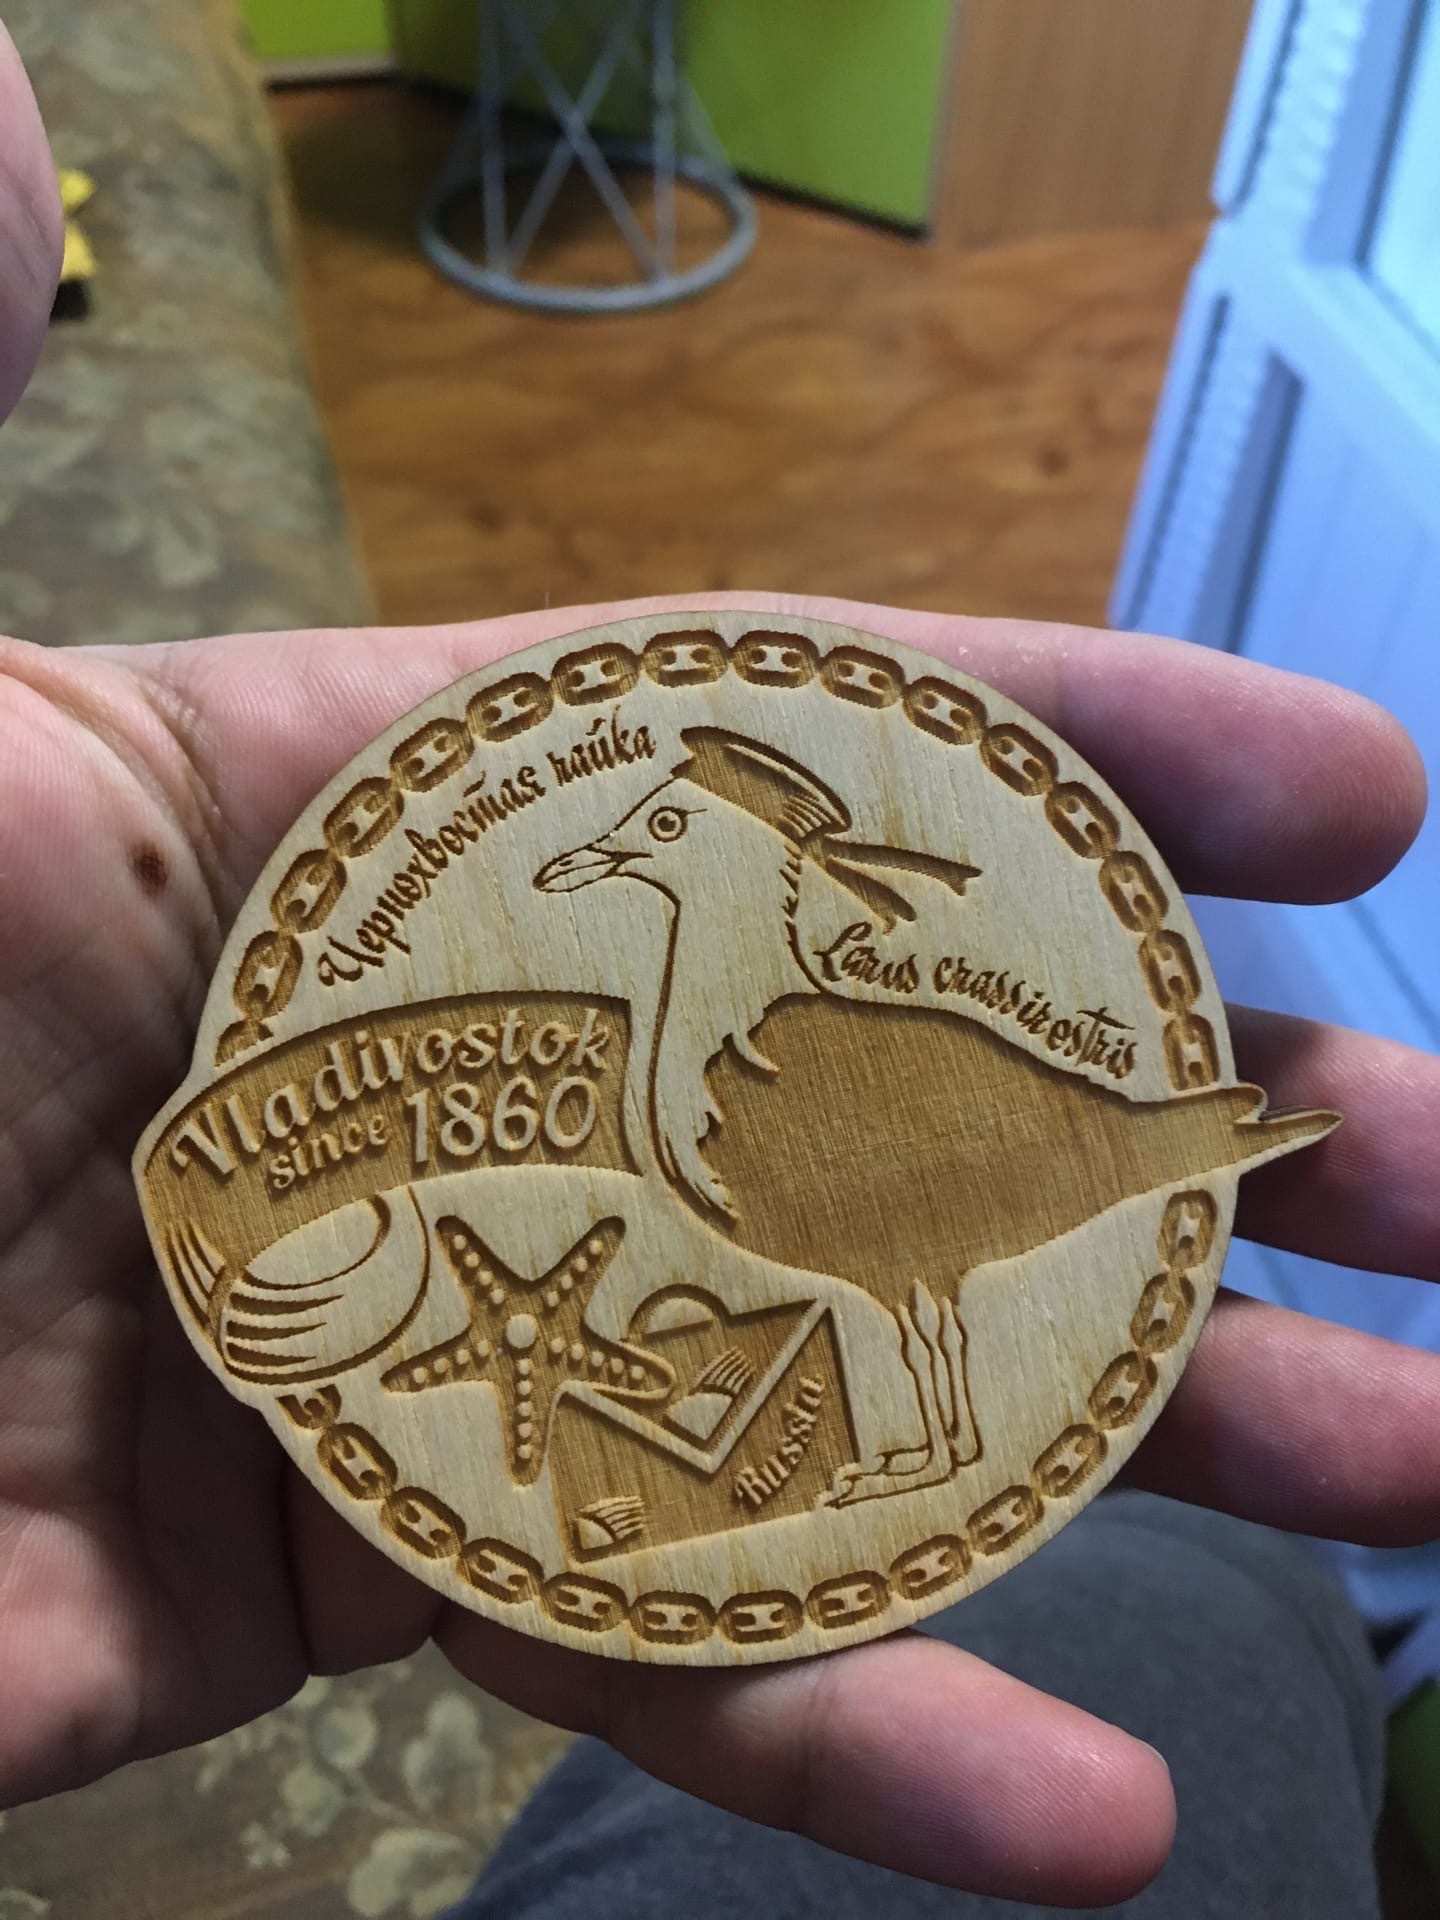 Чернохвостая чайка
Larus crassirostris
Vladivostok
since 1860
Russia